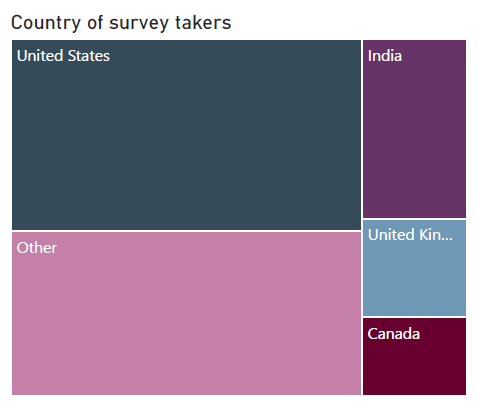 Country of survey takers
United States
India
United Kin...
Other
Canada